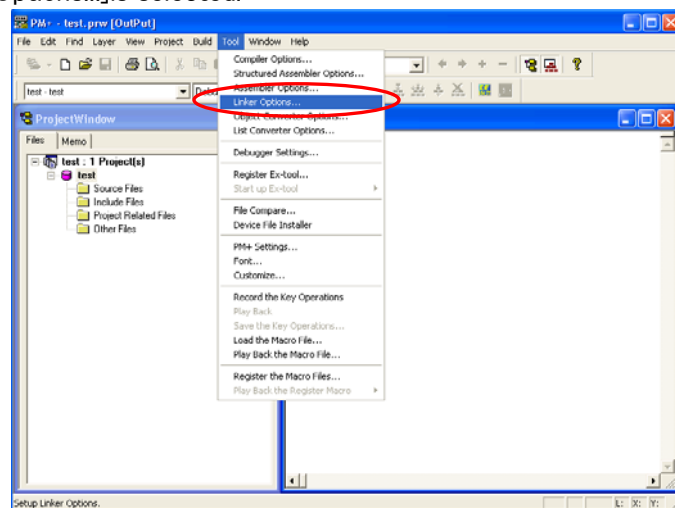 Options...] is selected.
PM+ - test.prw [OutPut]
File Edit Find Layer View Project Build Tool Window Help
test - test
ProjectWindow
Files Memo
test : 1 Project(s)
test
Source Files
Include Files
Project Related Files
Other Files
Compiler Options...
Structured Assembler Options...
Assembler Options...
Linker Options...
Object Converter Options...
List Converter Options...
Debugger Settings...
Register Ex-tool...
Start up Ex-tool
File Compare...
Device File Installer
PM+ Settings...
Font...
Customize...
Record the Key Operations
Play Back
Save the Key Operations...
Load the Macro File...
Play Back the Macro File...
Register the Macro Files...
Play Back the Register Macro
Setup Linker Options.
L: X: Y: